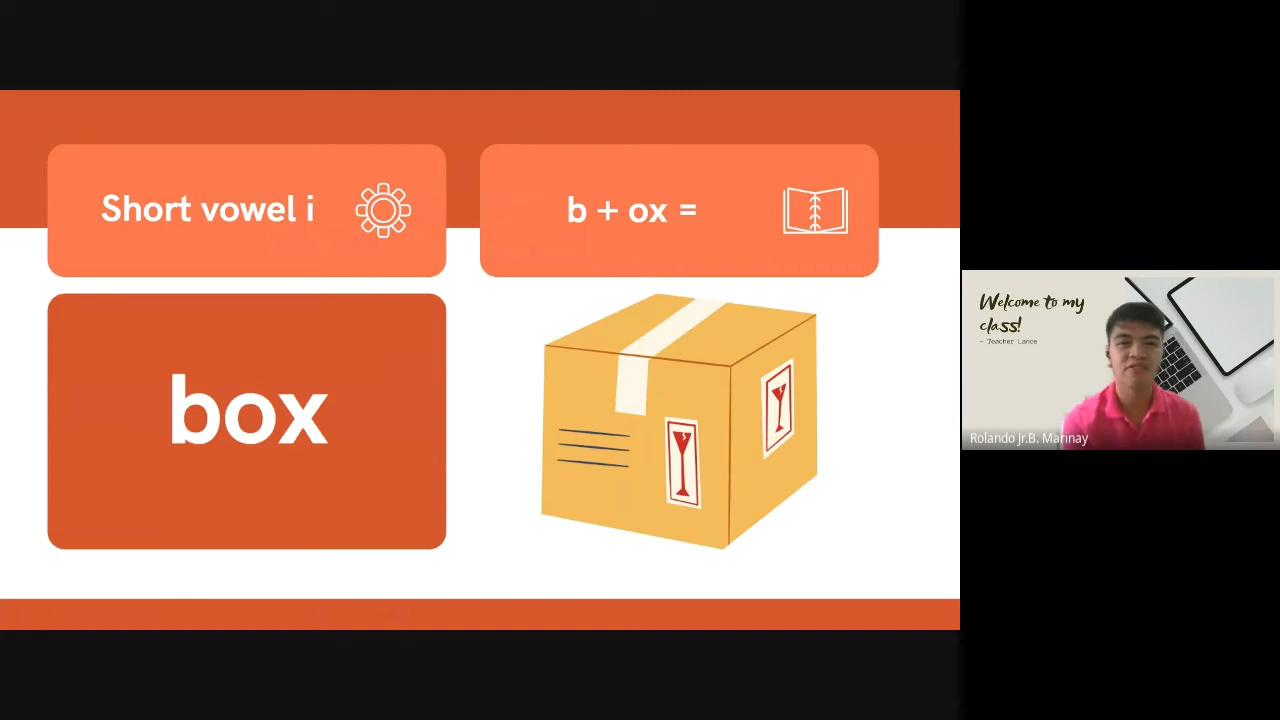 Short vowel i
b + ox =
box
Welcome to my
class!
- Teacher Lance
Rolando Jr.B. Marinay